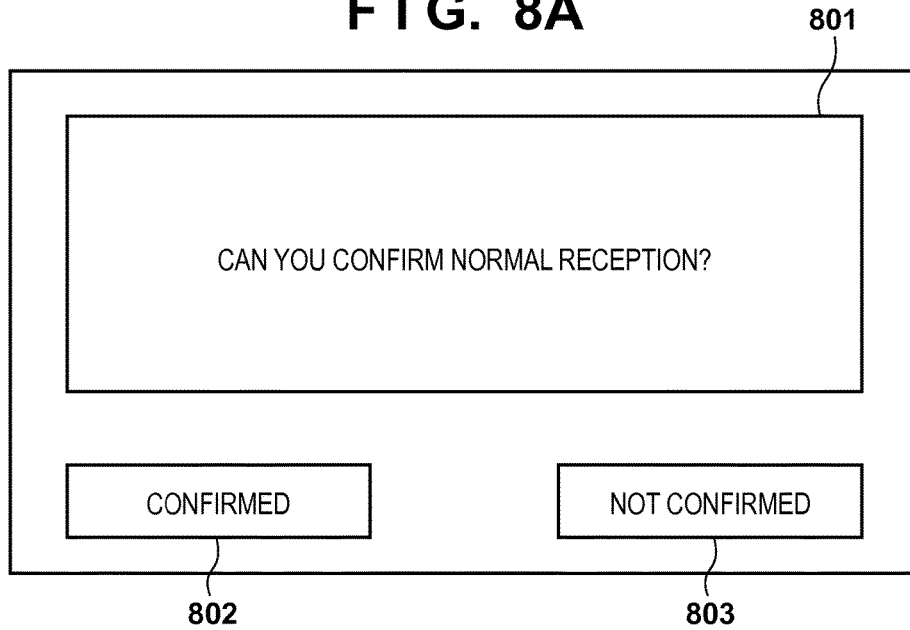 FIG. 8A
801
CAN YOU CONFIRM NORMAL RECEPTION?
CONFIRMED
NOT CONFIRMED
802
803